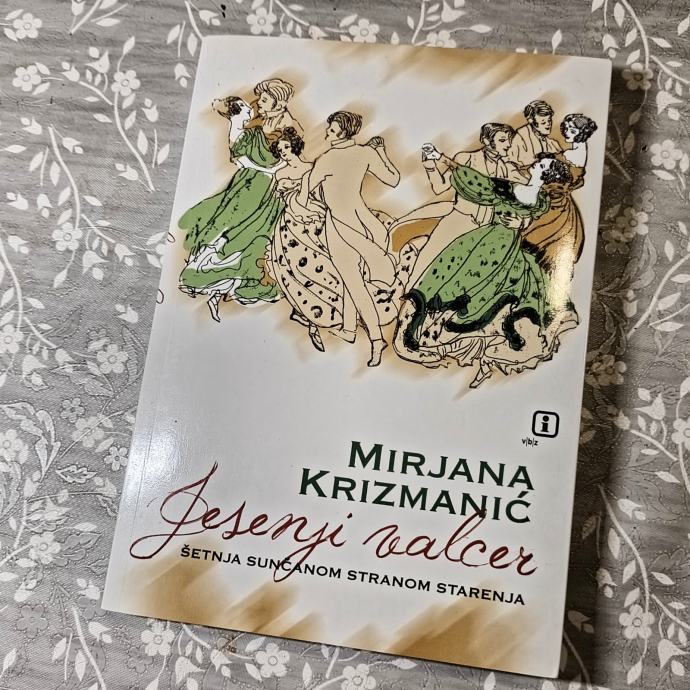 i
v|b|z
MIRJANA
KRIZMANIĆ
Jesenji valcer
ŠETNJA SUNČANOM STRANOM STARENJA